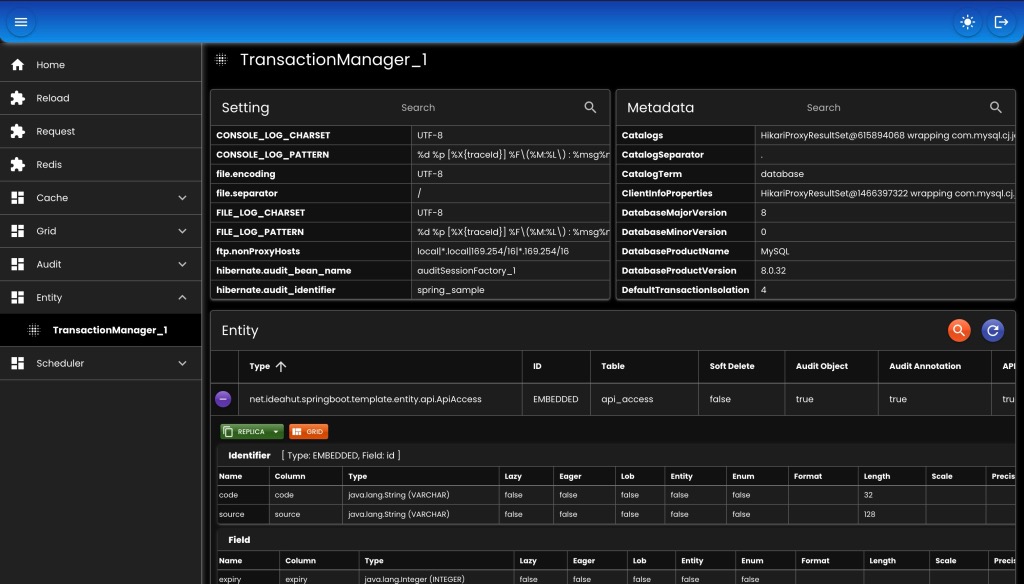 TransactionManager_1
Home
Reload
Request
Redis
Cache
Grid
Audit
Entity
TransactionManager_1
Scheduler
Setting Search
CONSOLE_LOG_CHARSET UTF-8
CONSOLE_LOG_PATTERN %d %p [%X{traceId}] %F\(%M:%L\) : %msg%n
file.encoding UTF-8
file.separator /
FILE_LOG_CHARSET UTF-8
FILE_LOG_PATTERN %d %p [%X{traceId}] %F\(%M:%L\) : %msg%n
ftp.nonProxyHosts local|*.local|169.254/16|*.169.254/16
hibernate.audit_bean_name auditSessionFactory_1
hibernate.audit_identifier spring_sample
Metadata Search
Catalogs HikariProxyResultSet@615894068 wrapping com.mysql.cj.j
CatalogSeparator .
CatalogTerm database
ClientInfoProperties HikariProxyResultSet@1466397322 wrapping com.mysql.cj.
DatabaseMajorVersion 8
DatabaseMinorVersion 0
DatabaseProductName MySQL
DatabaseProductVersion 8.0.32
DefaultTransactionIsolation 4
Entity
Type ID Table Soft Delete Audit Object Audit Annotation API
net.ideahut.springboot.template.entity.api.ApiAccess EMBEDDED api_access false true true tru
REPLICA GRID
Identifier [ Type: EMBEDDED, Field: id ]
Name Column Type Lazy Eager Lob Entity Enum Format Length Scale Precis
code code java.lang.String (VARCHAR) false false false false false 32
source source java.lang.String (VARCHAR) false false false false false 128
Field
Name Column Type Lazy Eager Lob Entity Enum Format Length Scale Precis
expiry expiry java.lang.Integer (INTEGER) false false false false false